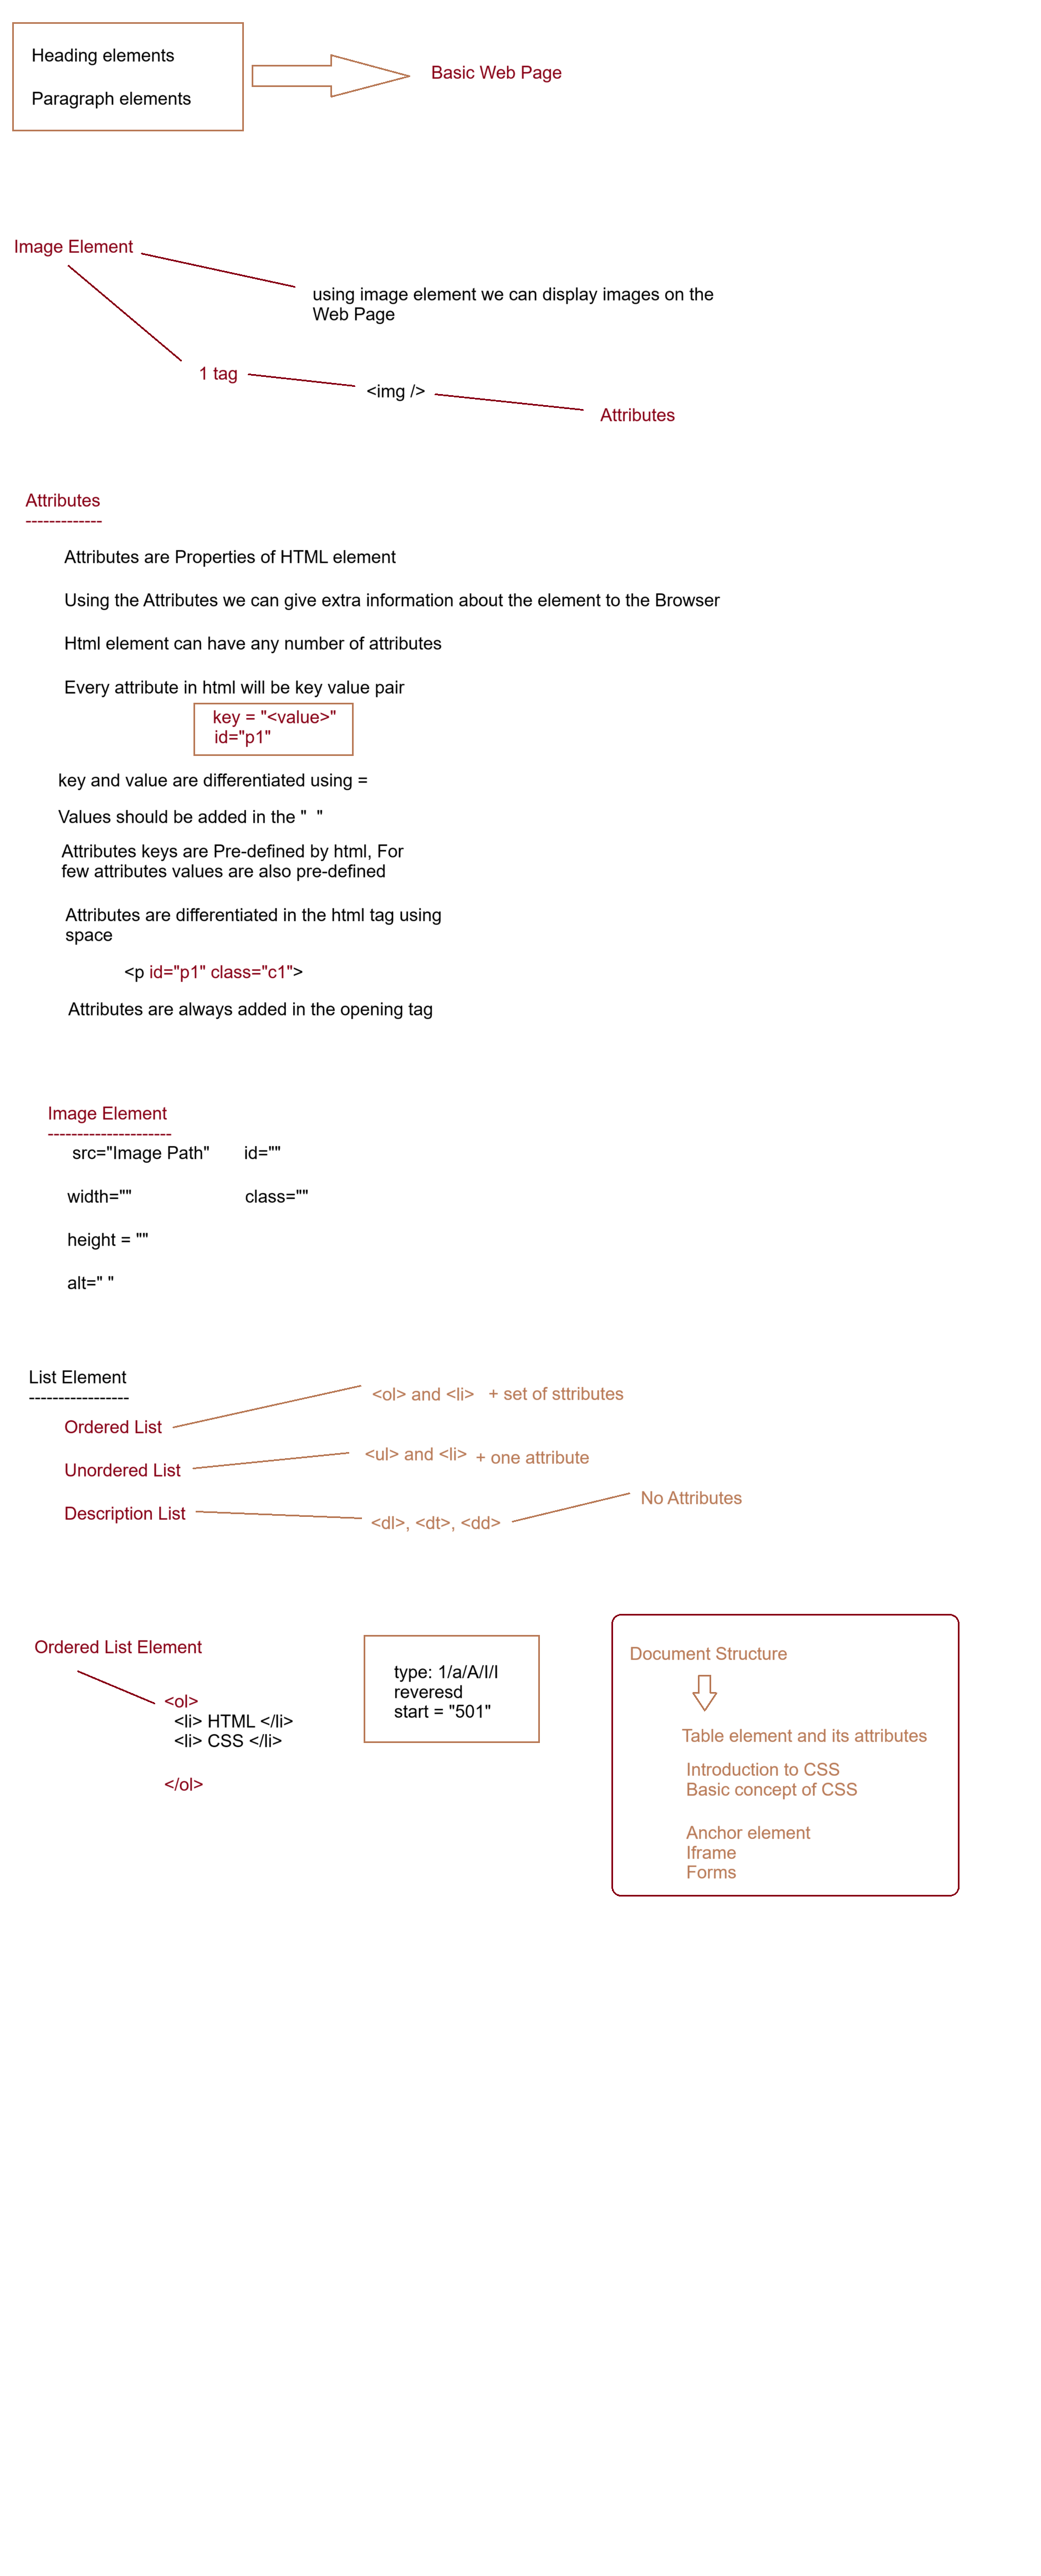 Heading elements
Paragraph elements
Basic Web Page
Image Element
using image element we can display images on the
Web Page
1 tag
<img />
Attributes
Attributes
-------------
Attributes are Properties of HTML element
Using the Attributes we can give extra information about the element to the Browser
Html element can have any number of attributes
Every attribute in html will be key value pair
key = "<value>"
id="p1"
key and value are differentiated using =
Values should be added in the "  "
Attributes keys are Pre-defined by html, For
few attributes values are also pre-defined
Attributes are differentiated in the html tag using
space
<p id="p1" class="c1">
Attributes are always added in the opening tag
Image Element
---------------------
src="Image Path" id=""
width="" class=""
height = ""
alt=" "
List Element
-----------------
Ordered List
<ol> and <li> + set of sttributes
Unordered List
<ul> and <li> + one attribute
Description List
<dl>, <dt>, <dd>
No Attributes
Ordered List Element
<ol>
<li> HTML </li>
<li> CSS </li>
</ol>
type: 1/a/A/I/I
reveresd
start = "501"
Document Structure
Table element and its attributes
Introduction to CSS
Basic concept of CSS
Anchor element
Iframe
Forms